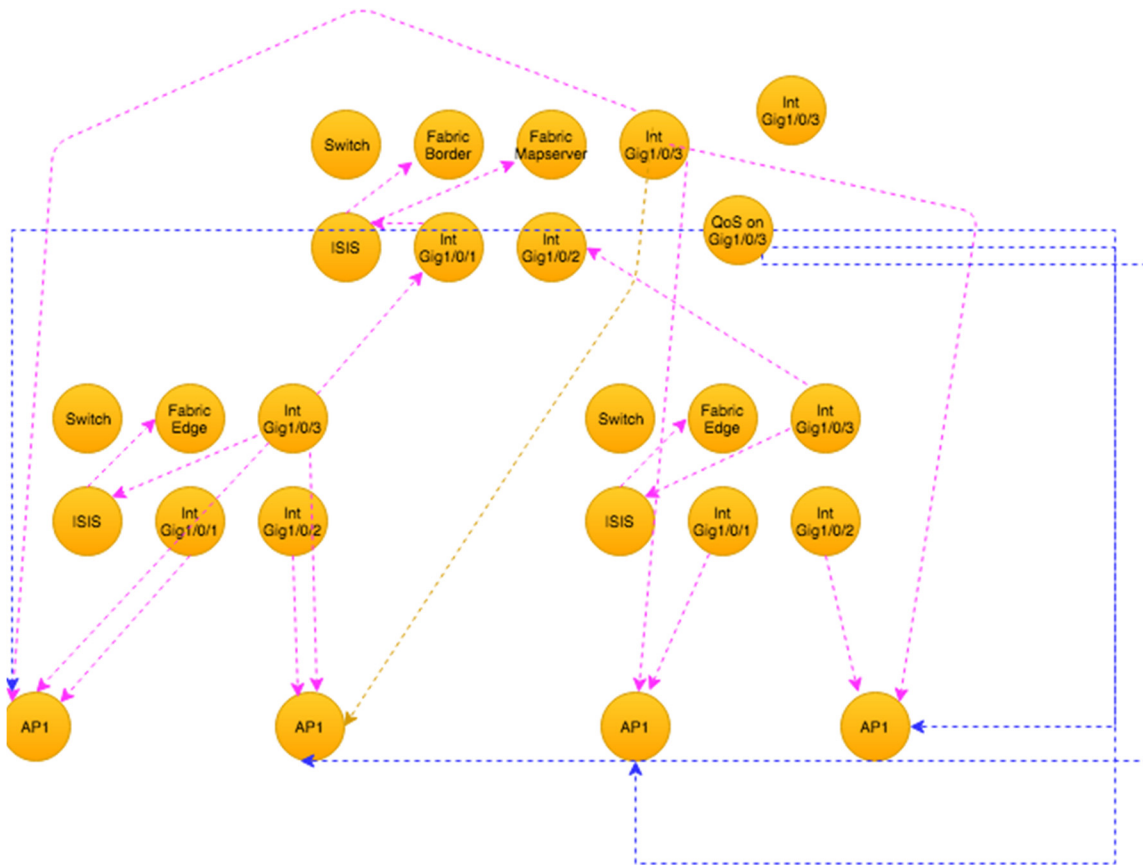 Int
Gig1/0/3
Switch
Fabric
Border
Fabric
Mapserver
Int
Gig1/0/3
QoS on
Gig1/0/3
ISIS
Int
Gig1/0/1
Int
Gig1/0/2
Switch
Fabric
Edge
Int
Gig1/0/3
Switch
Fabric
Edge
Int
Gig1/0/3
ISIS
Int
Gig1/0/1
Int
Gig1/0/2
ISIS
Int
Gig1/0/1
Int
Gig1/0/2
AP1
AP1
AP1
AP1